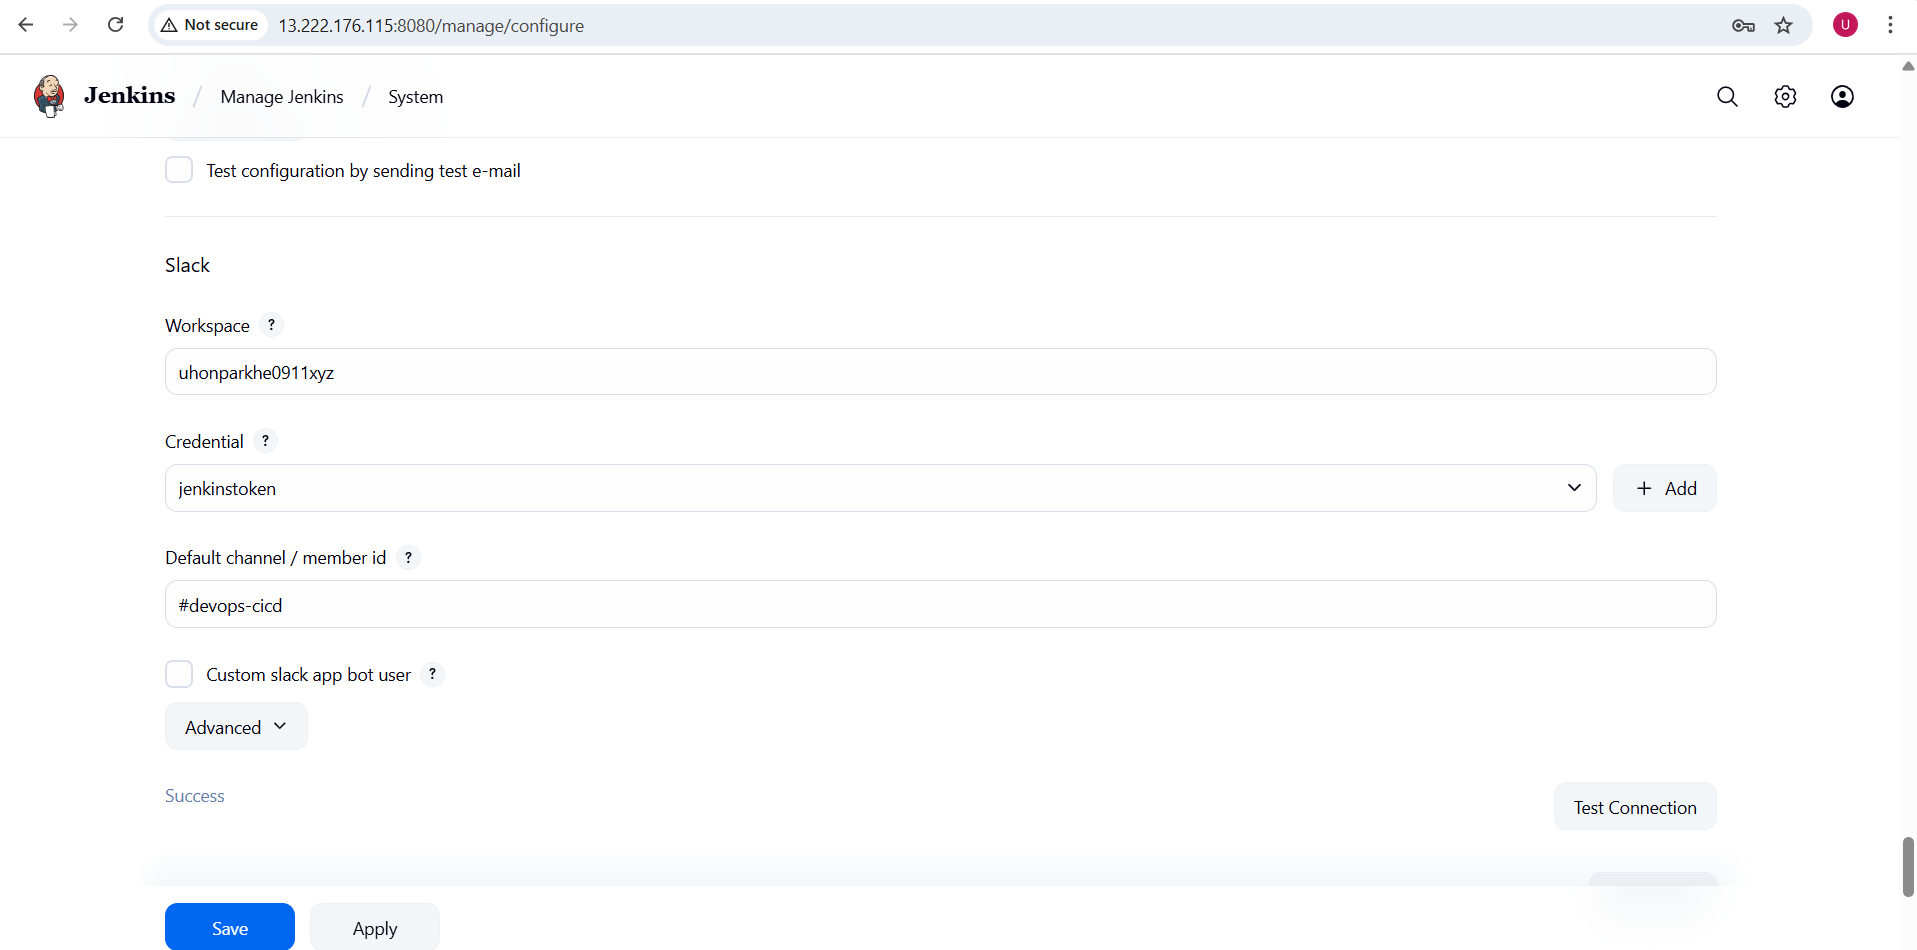 Not secure 13.222.176.115:8080/manage/configure U
Jenkins / Manage Jenkins / System
Test configuration by sending test e-mail
Slack
Workspace ?
uhonparkhe0911xyz
Credential ?
jenkinstoken
+ Add
Default channel / member id ?
#devops-cicd
Custom slack app bot user ?
Advanced
Success
Test Connection
Save Apply